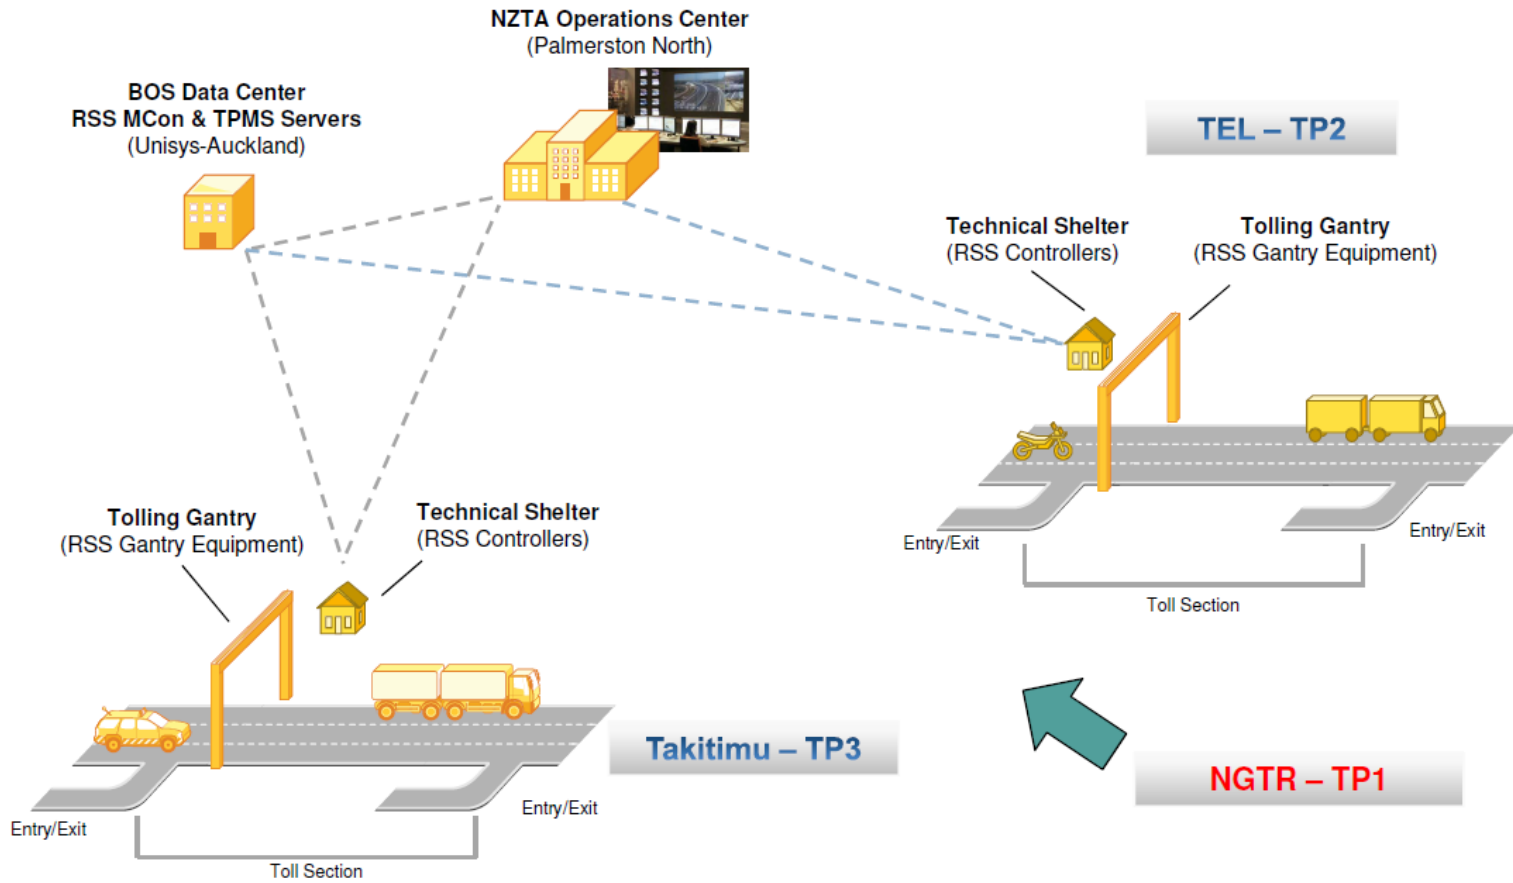 NZTA Operations Center
(Palmerston North)
BOS Data Center
RSS MCon & TPMS Servers
(Unisys-Auckland)
TEL – TP2
Technical Shelter
(RSS Controllers)
Tolling Gantry
(RSS Gantry Equipment)
Entry/Exit
Entry/Exit
Toll Section
Tolling Gantry
(RSS Gantry Equipment)
Technical Shelter
(RSS Controllers)
Takitimu – TP3
NGTR – TP1
Entry/Exit
Entry/Exit
Toll Section